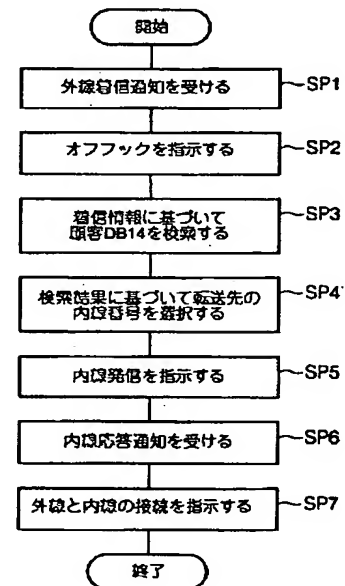 開始
外線着信通知を受ける
SP1
オフフックを指示する
SP2
着信情報に基づいて
顧客DB14を検索する
SP3
検索結果に基づいて転送先の
内線番号を選択する
SP4
内線発信を指示する
SP5
内線応答通知を受ける
SP6
外線と内線の接続を指示する
SP7
終了